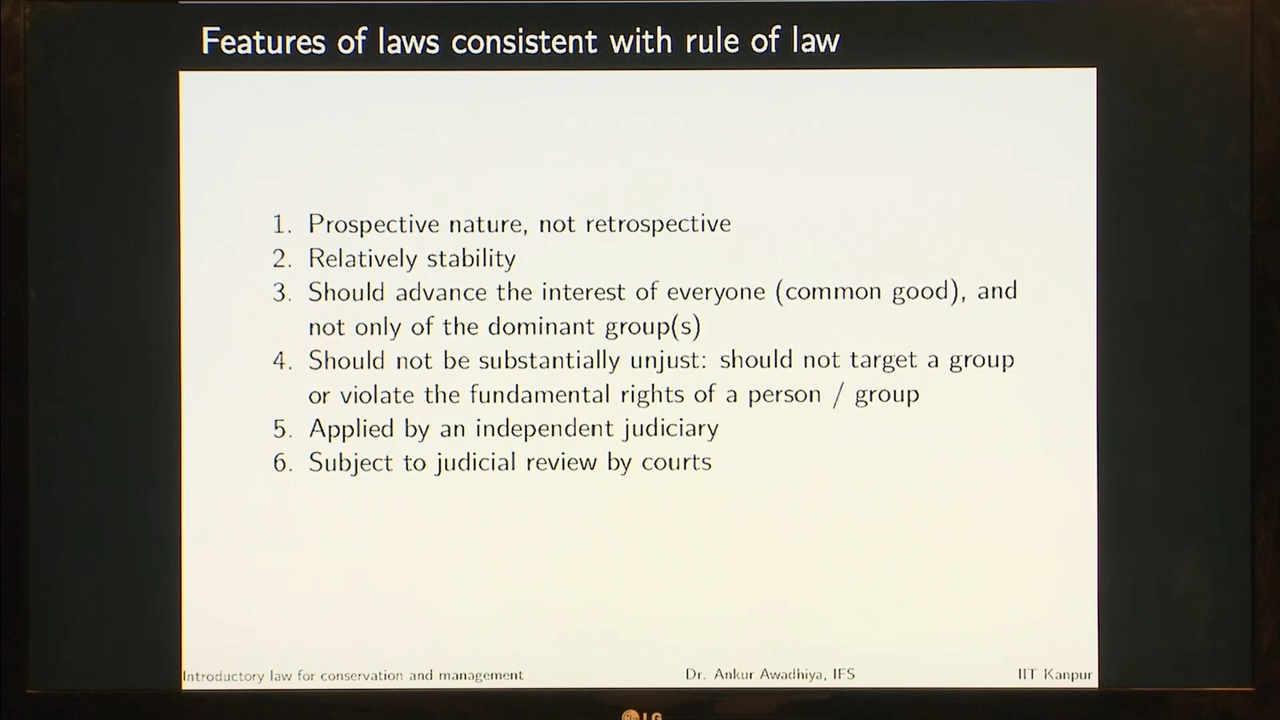 Features of laws consistent with rule of law
1. Prospective nature, not retrospective
2. Relatively stability
3. Should advance the interest of everyone (common good), and
not only of the dominant group(s)
4. Should not be substantially unjust: should not target a group
or violate the fundamental rights of a person / group
5. Applied by an independent judiciary
6. Subject to judicial review by courts
Introductory law for conservation and management Dr. Ankur Awadhiya, IFS IIT Kanpur
LG